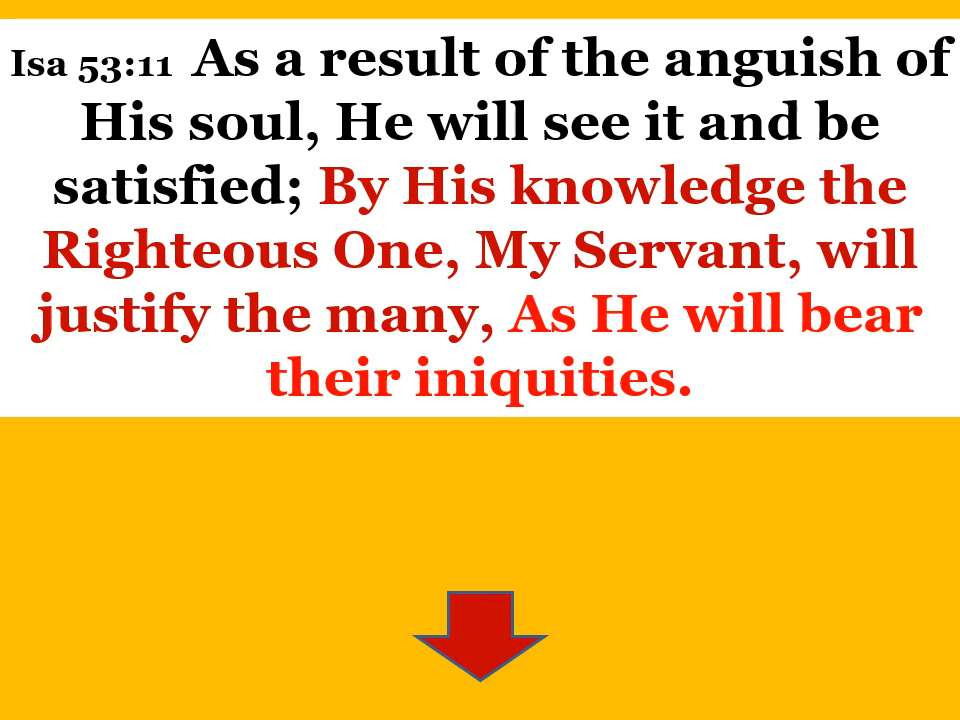 Isa 53:11 As a result of the anguish of
His soul, He will see it and be
satisfied; By His knowledge the
Righteous One, My Servant, will
justify the many, As He will bear
their iniquities.